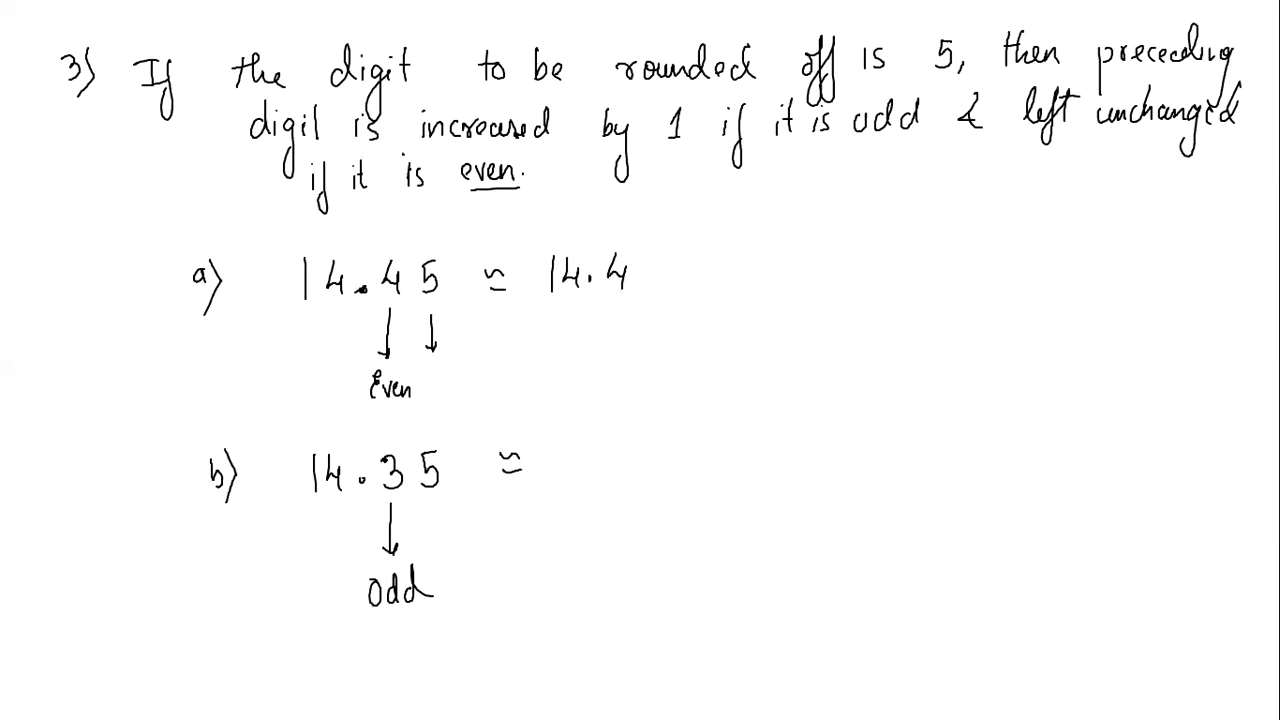 3) If the digit to be rounded off is 5, then preceeding
digit is increased by 1 if it is odd & left unchanged
if it is even.
a) 14.45 ≃ 14.4
Even
b) 14.35 ≃
Odd